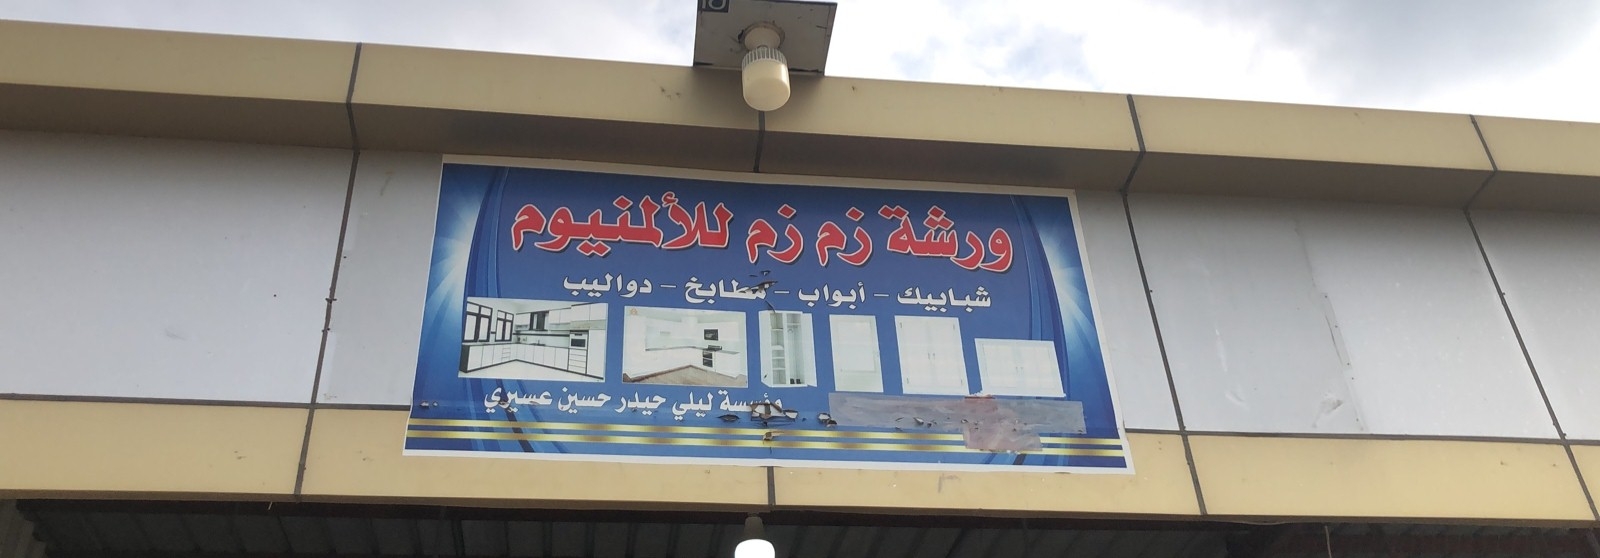 ورشة زم زم للألمنيوم
شبابيك - أبواب - مطابخ - دواليب
مؤسسة ليلي حيدر حسين عسيري